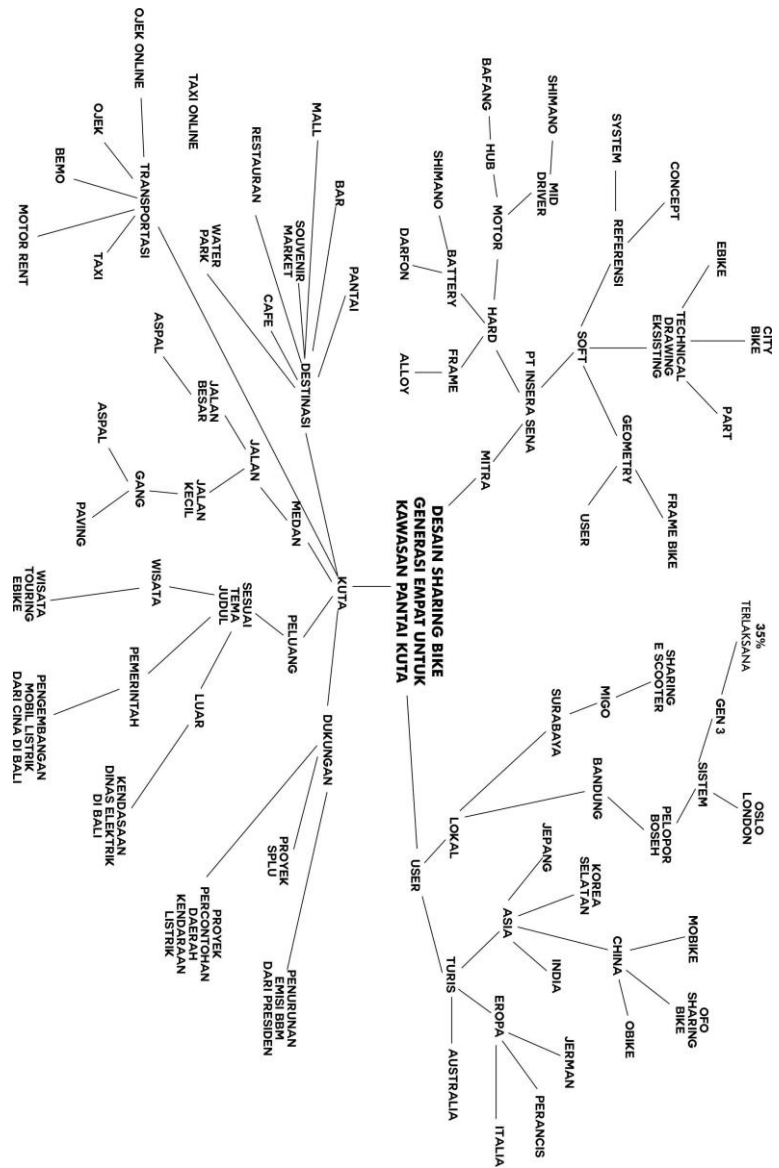 DESAIN SHARING BIKE
GENERASI EMPAT UNTUK
KAWASAN PANTAI KUTA
MITRA
PT INSERA SENA
SOFT
REFERENSI
SYSTEM
CONCEPT
TECHNICAL
DRAWING
EKSISTING
EBIKE
CITY
BIKE
PART
GEOMETRY
FRAME BIKE
USER
HARD
MOTOR
HUB
BAFANG
MID
DRIVER
SHIMANO
BATTERY
SHIMANO
DARFON
FRAME
ALLOY
USER
LOKAL
SURABAYA
MIGO
SHARING
E SCOOTER
BANDUNG
PELOPOR
BOSEH
SISTEM
GEN 3
35%
TERLAKSANA
OSLO
LONDON
TURIS
ASIA
JEPANG
KOREA
SELATAN
CHINA
MOBIKE
OFO
SHARING
BIKE
OBIKE
INDIA
EROPA
JERMAN
PERANCIS
ITALIA
AUSTRALIA
KUTA
DESTINASI
PANTAI
BAR
MALL
SOUVENIR
MARKET
RESTAURAN
CAFE
WATER
PARK
TRANSPORTASI
TAXI ONLINE
OJEK ONLINE
OJEK
BEMO
MOTOR RENT
TAXI
MEDAN
JALAN
JALAN
BESAR
ASPAL
JALAN
KECIL
GANG
ASPAL
PAVING
PELUANG
SESUAI
TEMA
JUDUL
WISATA
WISATA
TOURING
EBIKE
PEMERINTAH
PENGEMBANGAN
MOBIL LISTRIK
DARI CINA DI BALI
LUAR
KENDASAAN
DINAS ELEKTRIK
DI BALI
DUKUNGAN
PROYEK
SPLU
PROYEK
PERCONTOHAN
DAERAH
KENDARAAN
LISTRIK
PENURUNAN
EMISI BBM
DARI PRESIDEN